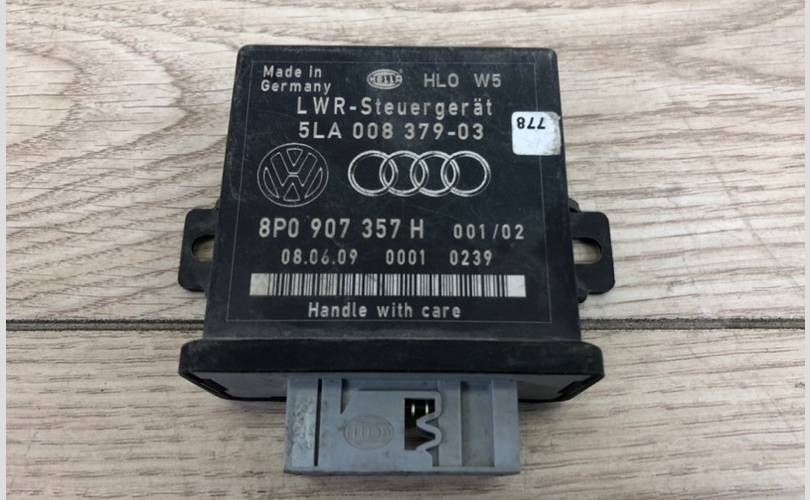 Made in
Germany
HELLA HLO W5
LWR-Steuergerät
5LA 008 379-03
778
8P0 907 357 H 001/02
08.06.09 0001 0239
Handle with care
HELLA